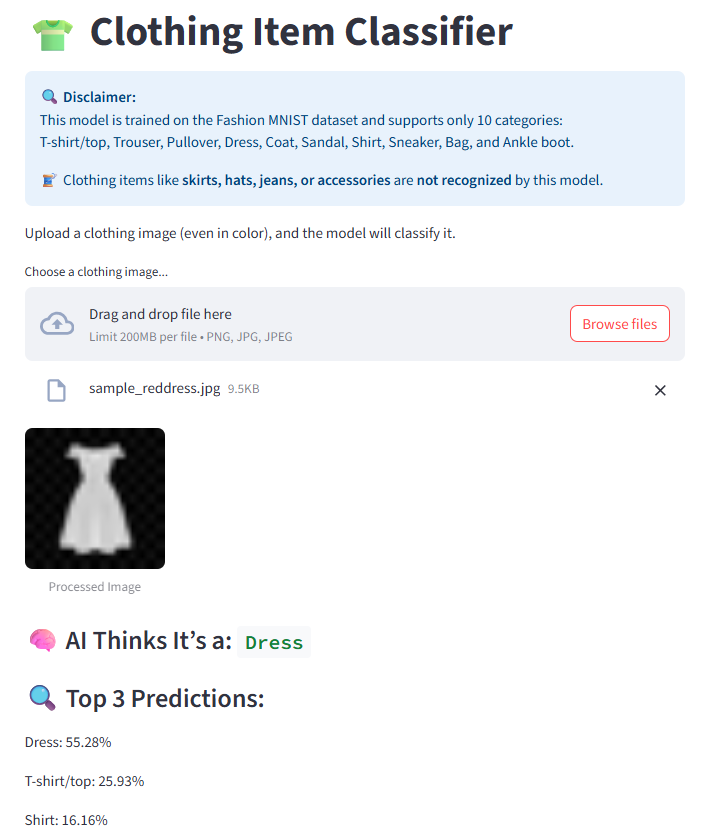 Clothing Item Classifier
Disclaimer:
This model is trained on the Fashion MNIST dataset and supports only 10 categories:
T-shirt/top, Trouser, Pullover, Dress, Coat, Sandal, Shirt, Sneaker, Bag, and Ankle boot.
Clothing items like skirts, hats, jeans, or accessories are not recognized by this model.
Upload a clothing image (even in color), and the model will classify it.
Choose a clothing image...
Drag and drop file here
Limit 200MB per file • PNG, JPG, JPEG
Browse files
sample_reddress.jpg 9.5KB
Processed Image
AI Thinks It’s a: Dress
Top 3 Predictions:
Dress: 55.28%
T-shirt/top: 25.93%
Shirt: 16.16%